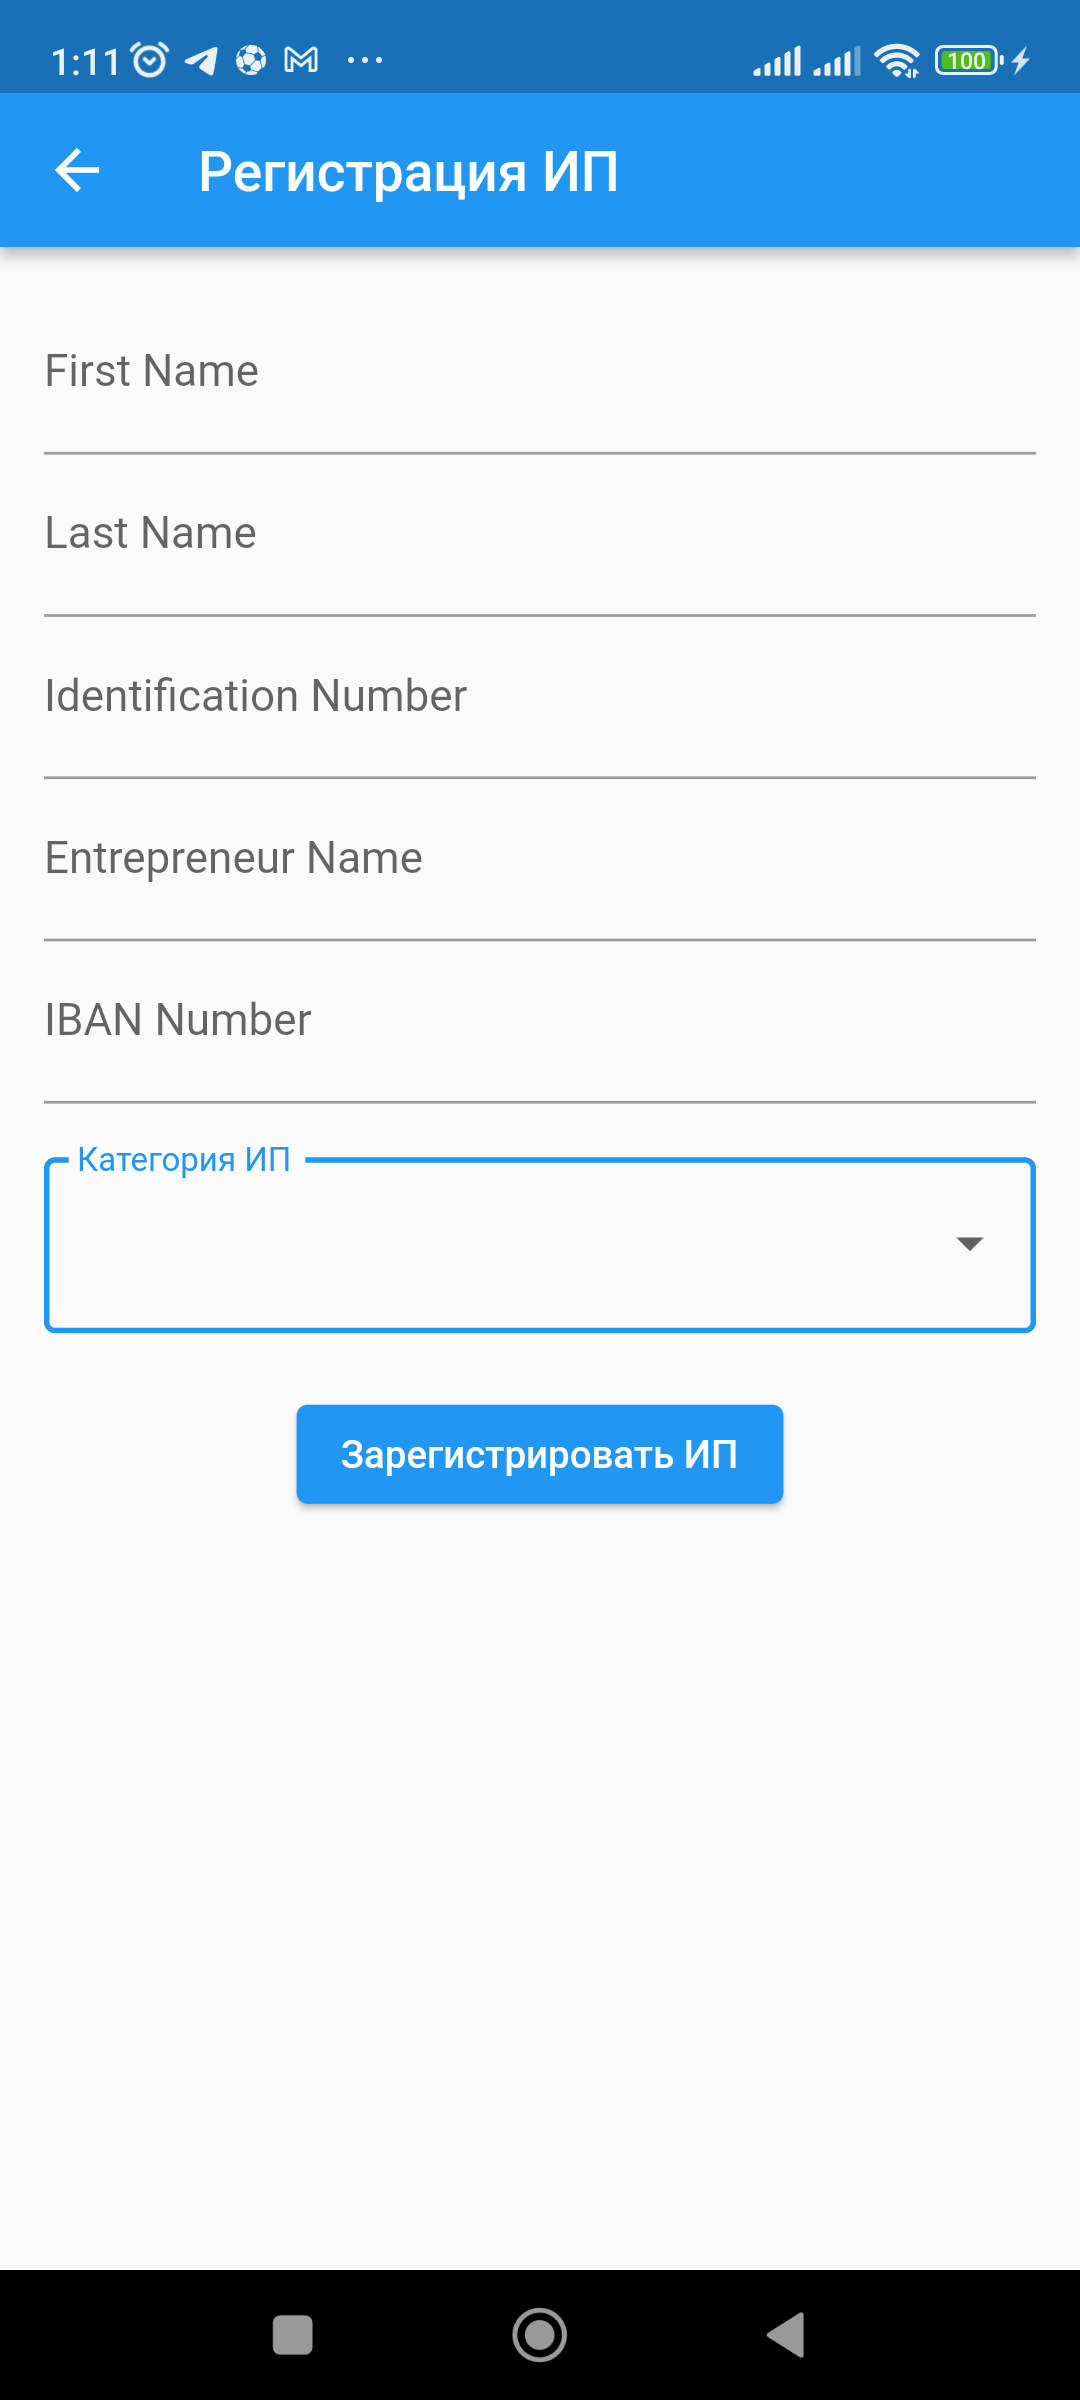 1:11
100
Регистрация ИП
First Name
Last Name
Identification Number
Entrepreneur Name
IBAN Number
Категория ИП
Зарегистрировать ИП